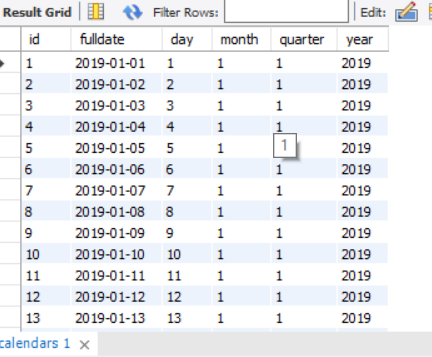 Result Grid Filter Rows: Edit:
id fulldate day month quarter year
1 2019-01-01 1 1 1 2019
2 2019-01-02 2 1 1 2019
3 2019-01-03 3 1 1 2019
4 2019-01-04 4 1 1 2019
5 2019-01-05 5 1 1 2019
6 2019-01-06 6 1 1 2019
7 2019-01-07 7 1 1 2019
8 2019-01-08 8 1 1 2019
9 2019-01-09 9 1 1 2019
10 2019-01-10 10 1 1 2019
11 2019-01-11 11 1 1 2019
12 2019-01-12 12 1 1 2019
13 2019-01-13 13 1 1 2019
calendars 1